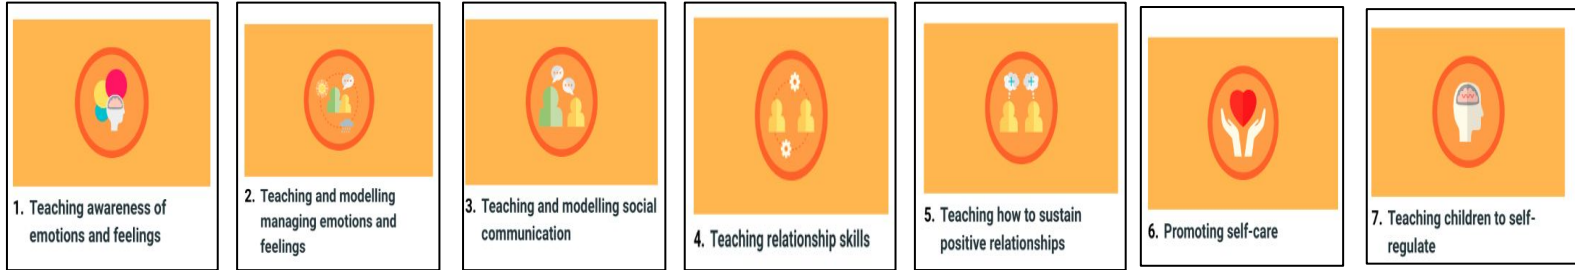 1. Teaching awareness of
emotions and feelings
2. Teaching and modelling
managing emotions and
feelings
3. Teaching and modelling social
communication
4. Teaching relationship skills
5. Teaching how to sustain
positive relationships
6. Promoting self-care
7. Teaching children to self-
regulate